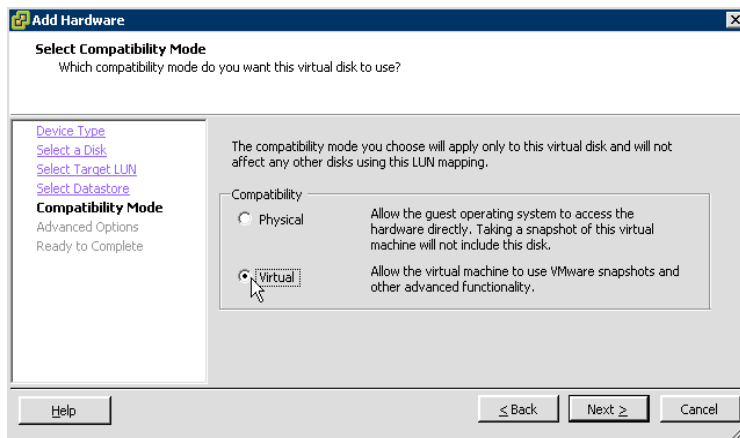 Add Hardware
Select Compatibility Mode
Which compatibility mode do you want this virtual disk to use?
Device Type
Select a Disk
Select Target LUN
Select Datastore
Compatibility Mode
Advanced Options
Ready to Complete
The compatibility mode you choose will apply only to this virtual disk and will not
affect any other disks using this LUN mapping.
Compatibility
Physical
Allow the guest operating system to access the
hardware directly. Taking a snapshot of this virtual
machine will not include this disk.
Virtual
Allow the virtual machine to use VMware snapshots and
other advanced functionality.
Help
< Back
Next >
Cancel